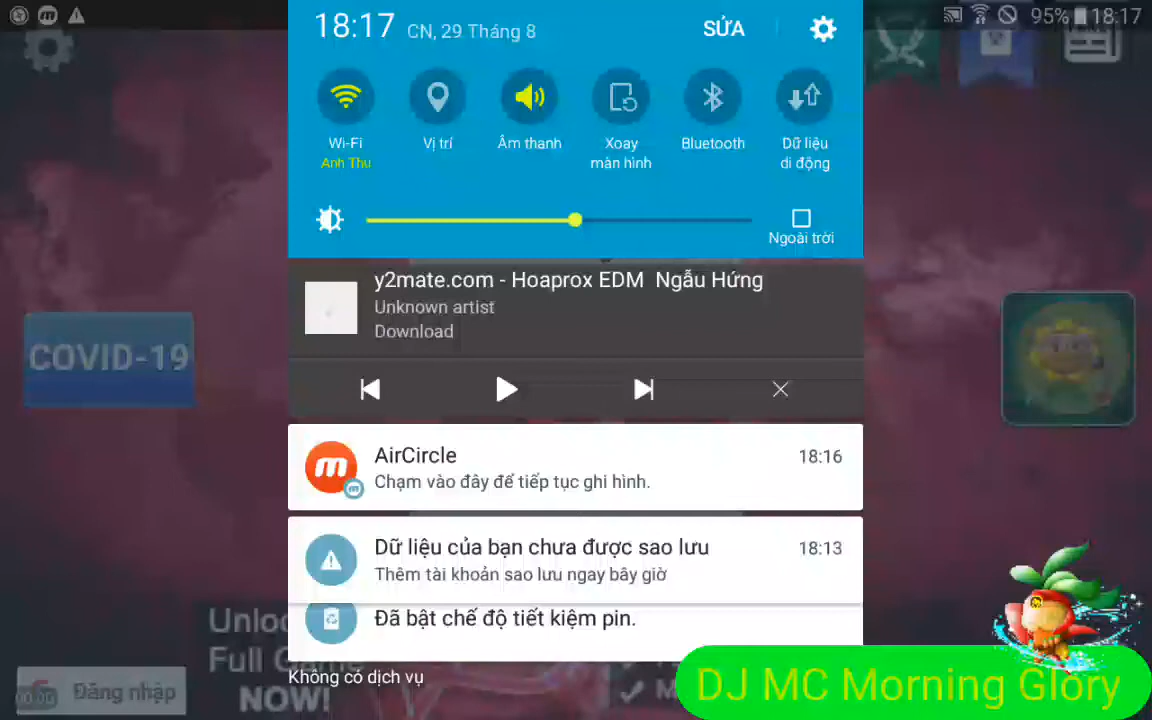 18:17 CN, 29 Tháng 8 SỬA
95% 18:17
Wi-Fi
Anh Thu
Vị trí
Âm thanh
Xoay
màn hình
Bluetooth
Dữ liệu
di động
Ngoài trời
y2mate.com - Hoaprox EDM Ngẫu Hứng
Unknown artist
Download
COVID-19
AirCircle 18:16
Chạm vào đây để tiếp tục ghi hình.
Dữ liệu của bạn chưa được sao lưu 18:13
Thêm tài khoản sao lưu ngay bây giờ
Đã bật chế độ tiết kiệm pin.
Không có dịch vụ
Full
NOW!
00:00 Đăng nhập
DJ MC Morning Glory